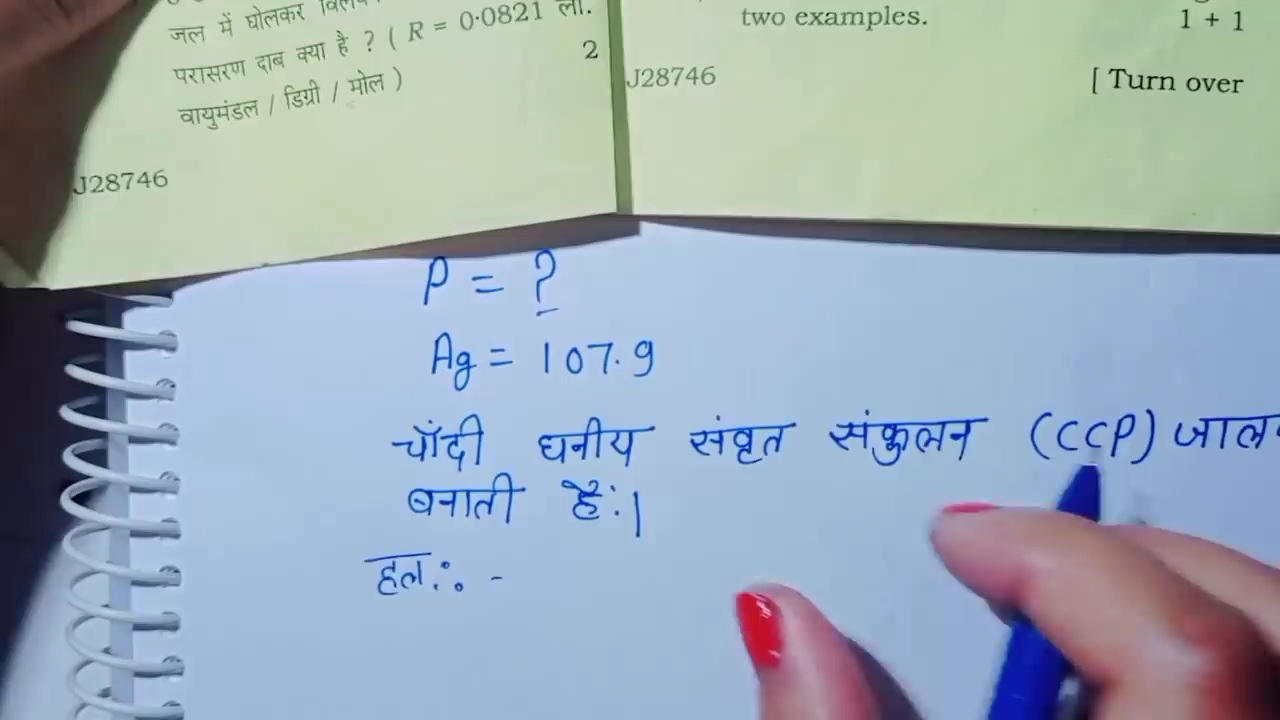 जल में घोलकर
परासरण दाब क्या है ? ( R = 0·0821 ली.
वायुमंडल / डिग्री / मोल )
2
J28746
two examples.
1 + 1
J28746
[ Turn over
P = ?
Ag = 107.9
चाँदी घनीय संवृत संकुलन (CCP) जाल
बनाती हैं।
हल:. -